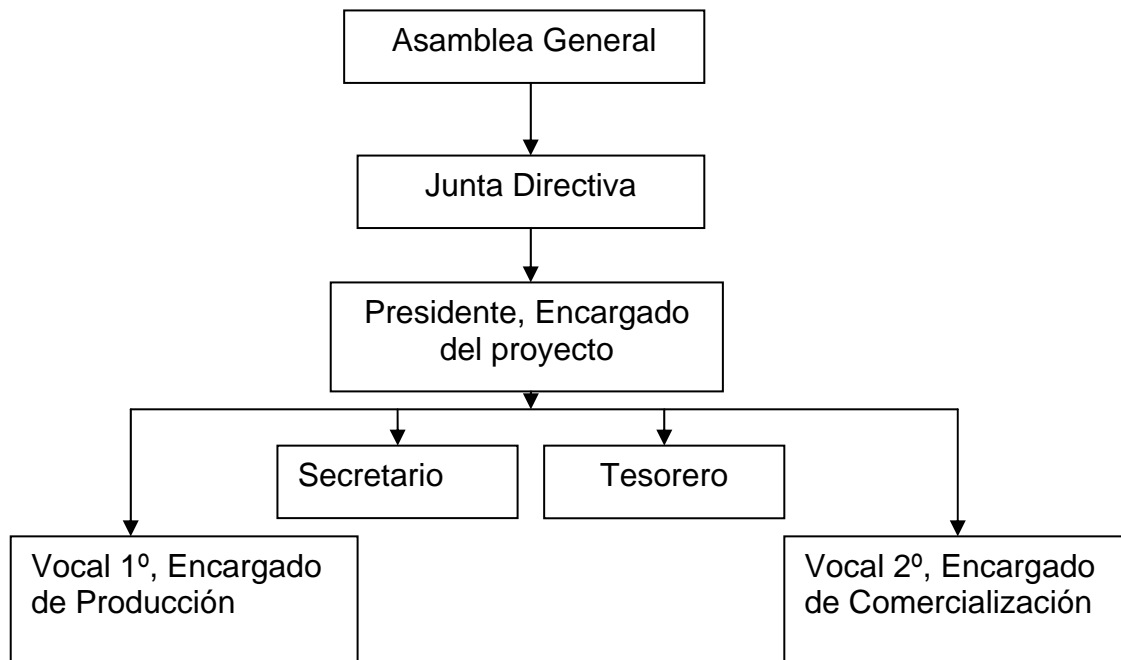 Asamblea General
Junta Directiva
Presidente, Encargado
del proyecto
Secretario
Tesorero
Vocal 1º, Encargado
de Producción
Vocal 2º, Encargado
de Comercialización